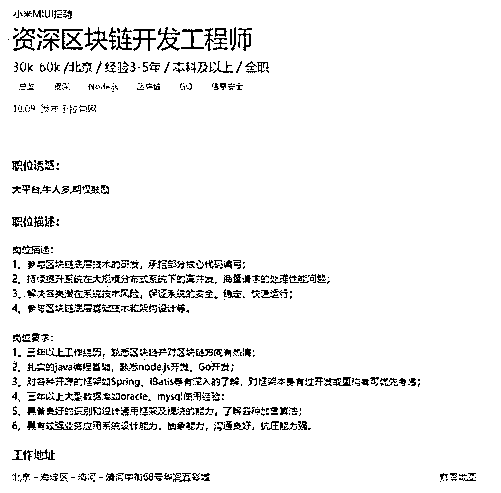 小米MIUI招聘
资深区块链开发工程师
30k-60k /北京 / 经验3-5年 / 本科及以上 / 全职
Node.js 区块链 GO 信息安全
10:09
职位诱惑：
大平台,牛人多,期权激励
职位描述：
岗位描述：
1、参与区块链底层技术的研发，承担部分核心代码编写；
2、持续提升系统在大规模分布式系统下的高并发、海量请求的处理性能问题；
3、解决各类潜在系统技术风险，保证系统的安全、稳定、快速运行；
4、参与区块链底层基础技术和架构设计等。
岗位要求：
1、三年以上工作经历，熟悉区块链并对区块链方向有热情；
2、扎实的java编程基础，熟悉node.js开发、Go开发；
3、对各种开源的框架如Spring、iBatis等有深入的了解，对框架本身有过开发或重构者可优先考虑；
4、三年以上大型数据库如oracle、mysql使用经验；
5、具备良好的识别和设计通用框架及模块的能力，了解各种加密算法；
6、具有较强业务应用系统设计能力、抽象能力，沟通良好，抗压能力强。
工作地址
北京 - 海淀区 - 清河 - 清河中街68号华润五彩城
查看地图